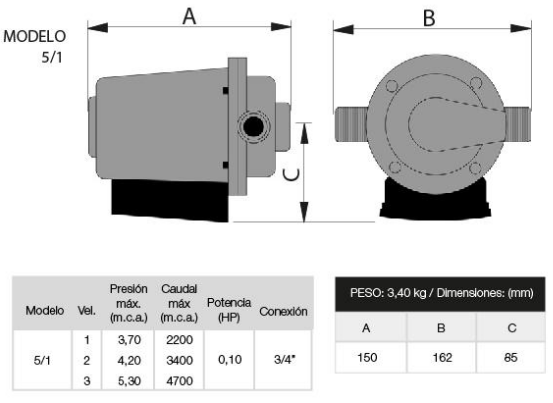 A
B
MODELO
5/1
C
Presión Caudal
máx. máx Potencia
Modelo Vel. (m.c.a.) (m.c.a.) (HP) Conexión
1 3,70 2200
5/1 2 4,20 3400 0,10 3/4"
3 5,30 4700
PESO: 3,40 kg / Dimensiones: (mm)
A B C
150 162 85